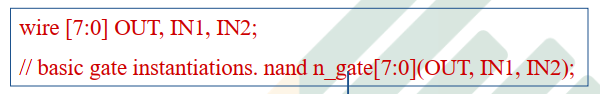 wire [7:0] OUT, IN1, IN2;
// basic gate instantiations. nand n_gate[7:0](OUT, IN1, IN2);